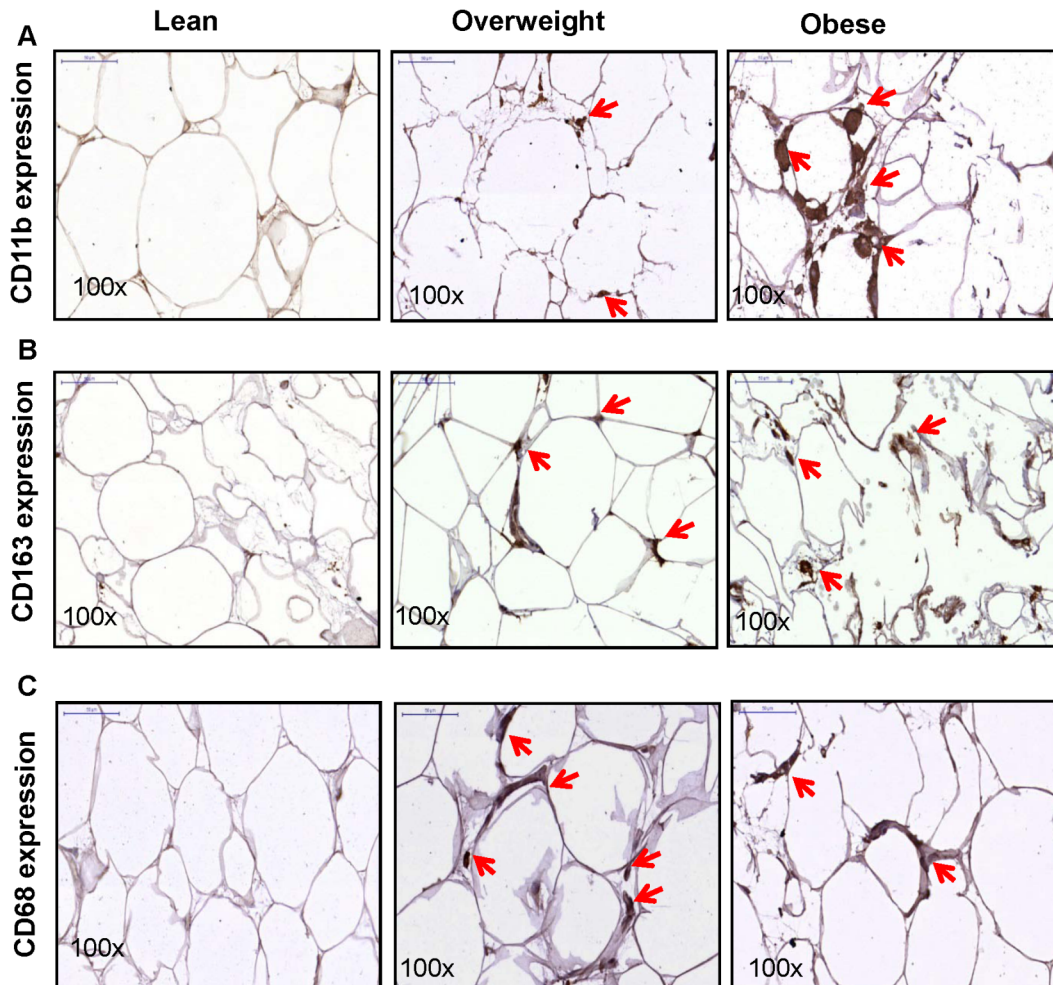 Lean Overweight Obese
A
CD11b expression
100x 100x 100x
B
CD163 expression
100x 100x 100x
C
CD68 expression
100x 100x 100x